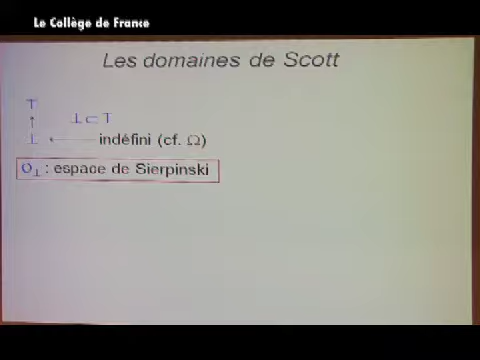 Le Collège de France
Les domaines de Scott
⊤
↑ ⊥ ⊏ ⊤
⊥ ← indéfini (cf. Ω)
O⊥ : espace de Sierpinski